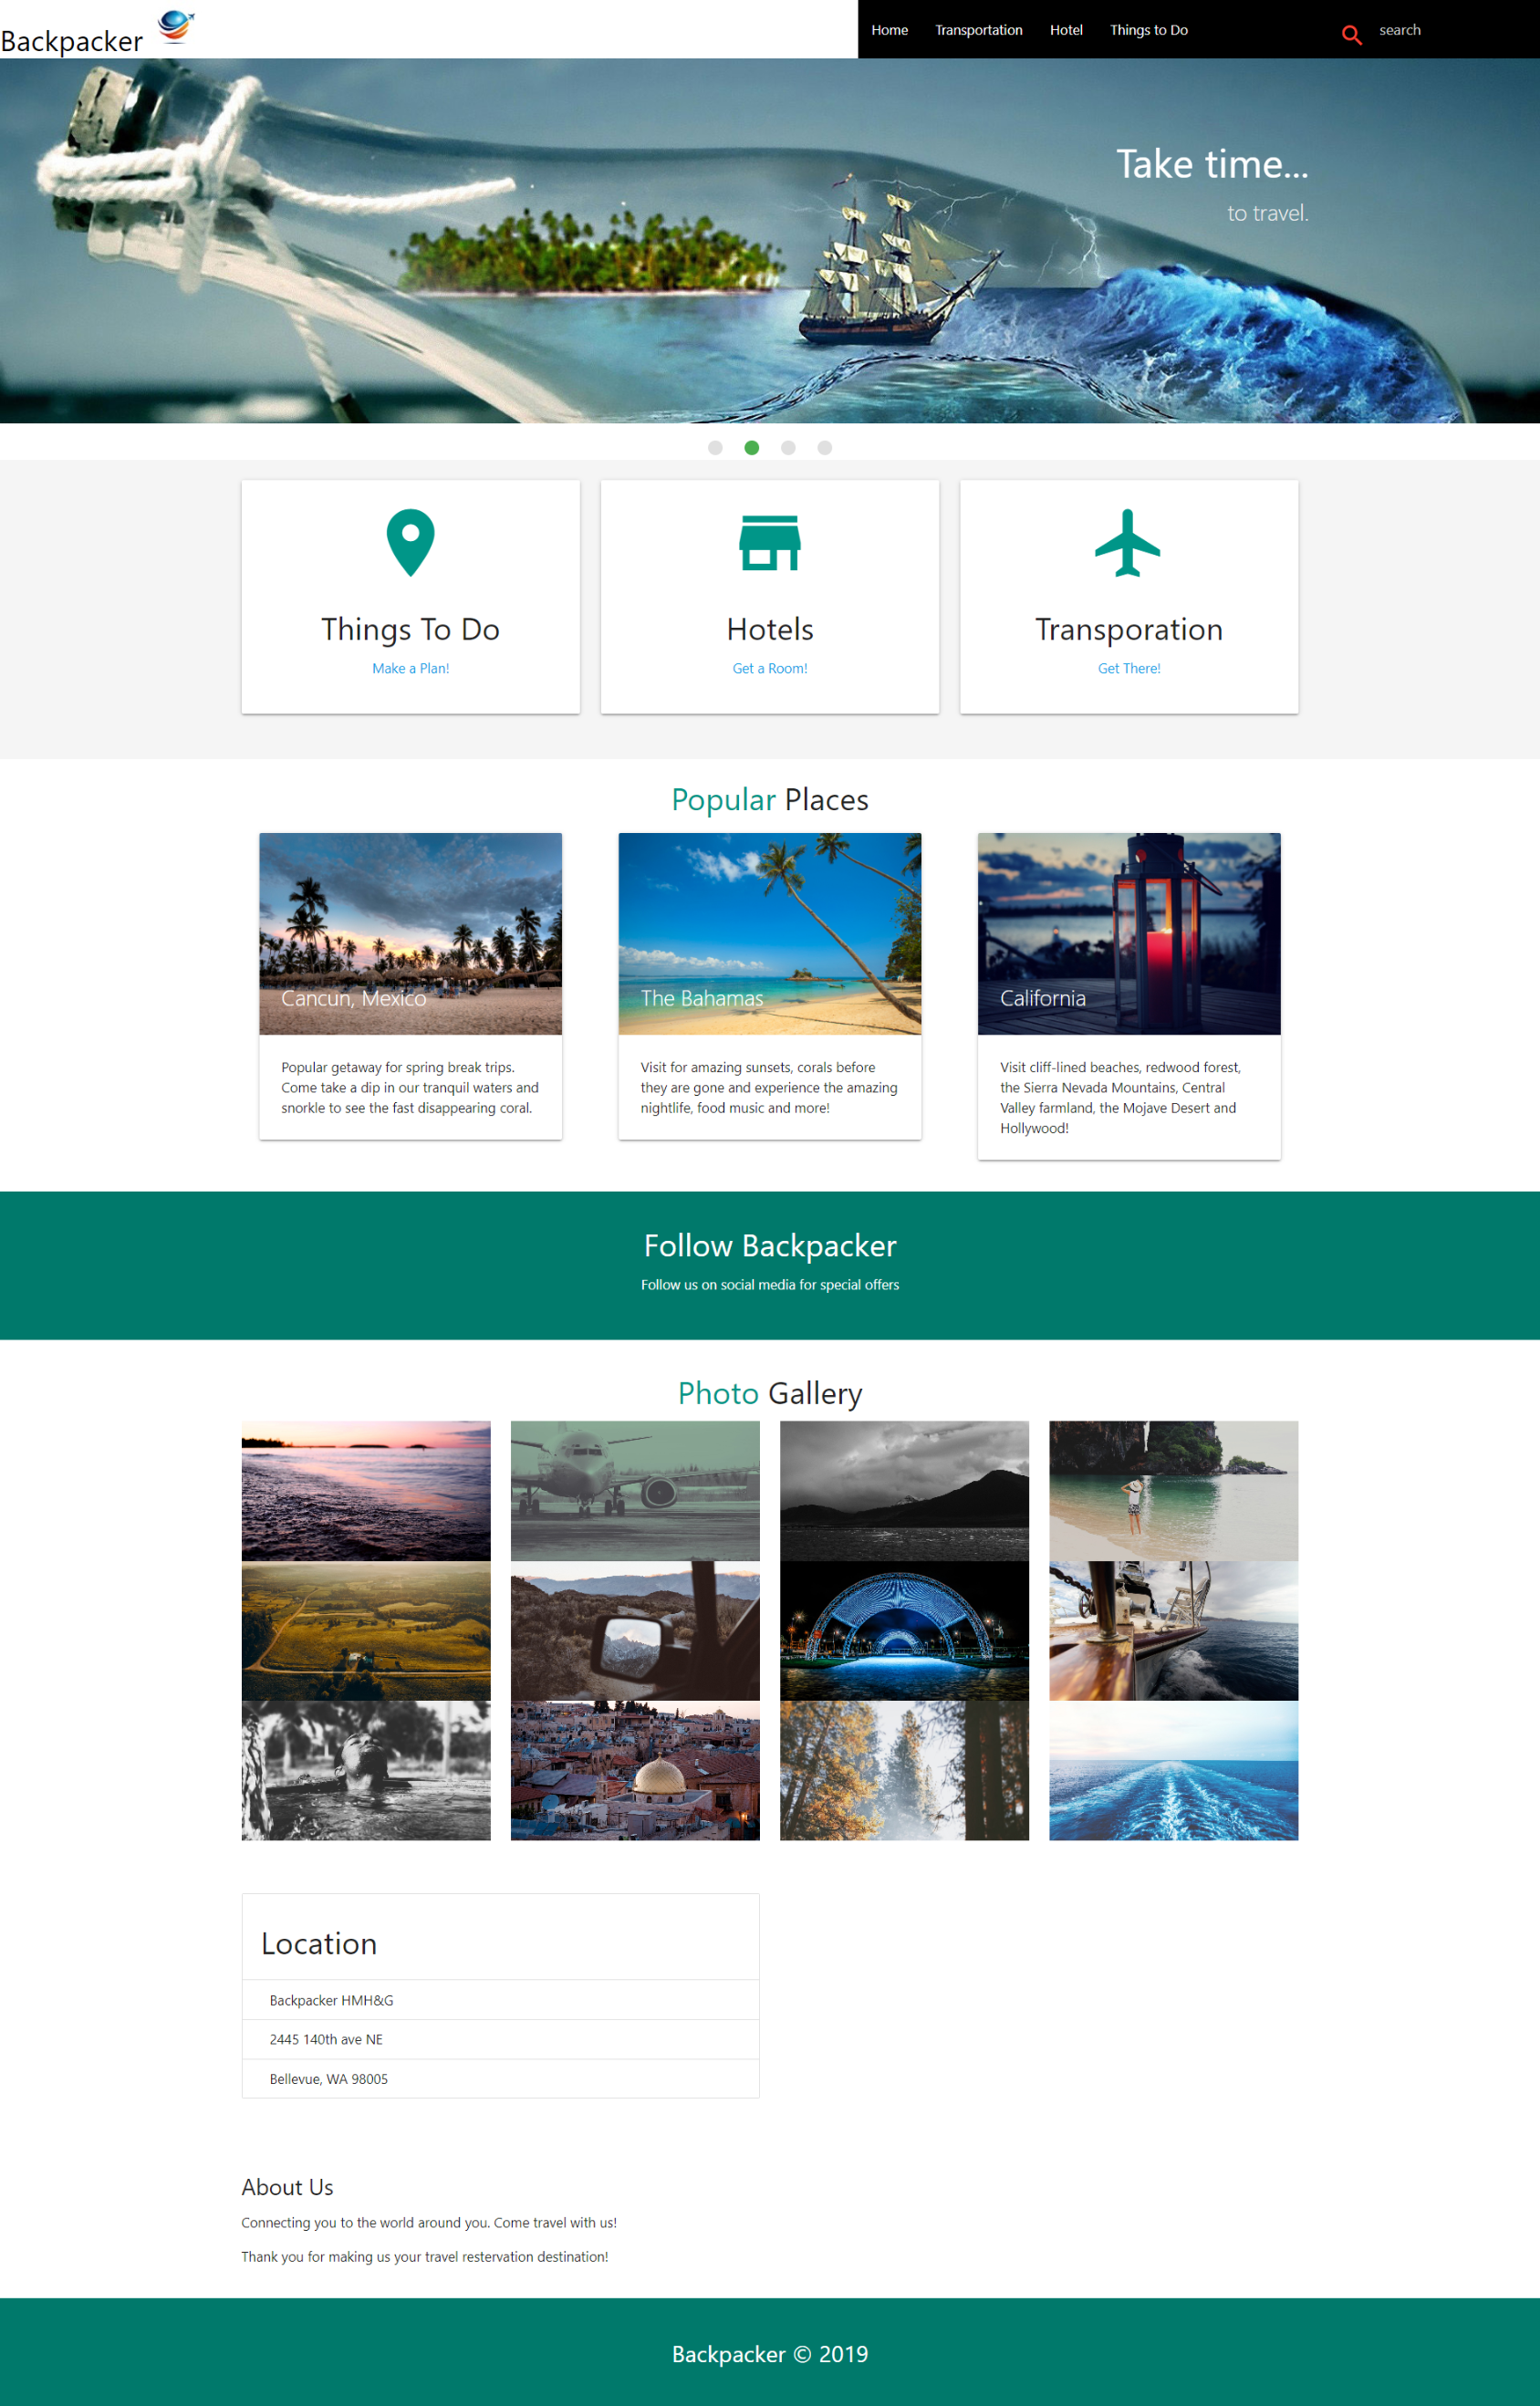 Backpacker
Home Transportation Hotel Things to Do search
Take time...
to travel.
Things To Do
Make a Plan!
Hotels
Get a Room!
Transporation
Get There!
Popular Places
Cancun, Mexico
Popular getaway for spring break trips.
Come take a dip in our tranquil waters and
snorkle to see the fast disappearing coral.
The Bahamas
Visit for amazing sunsets, corals before
they are gone and experience the amazing
nightlife, food music and more!
California
Visit cliff-lined beaches, redwood forest,
the Sierra Nevada Mountains, Central
Valley farmland, the Mojave Desert and
Hollywood!
Follow Backpacker
Follow us on social media for special offers
Photo Gallery
Location
Backpacker HMH&G
2445 140th ave NE
Bellevue, WA 98005
About Us
Connecting you to the world around you. Come travel with us!
Thank you for making us your travel restervation destination!
Backpacker © 2019